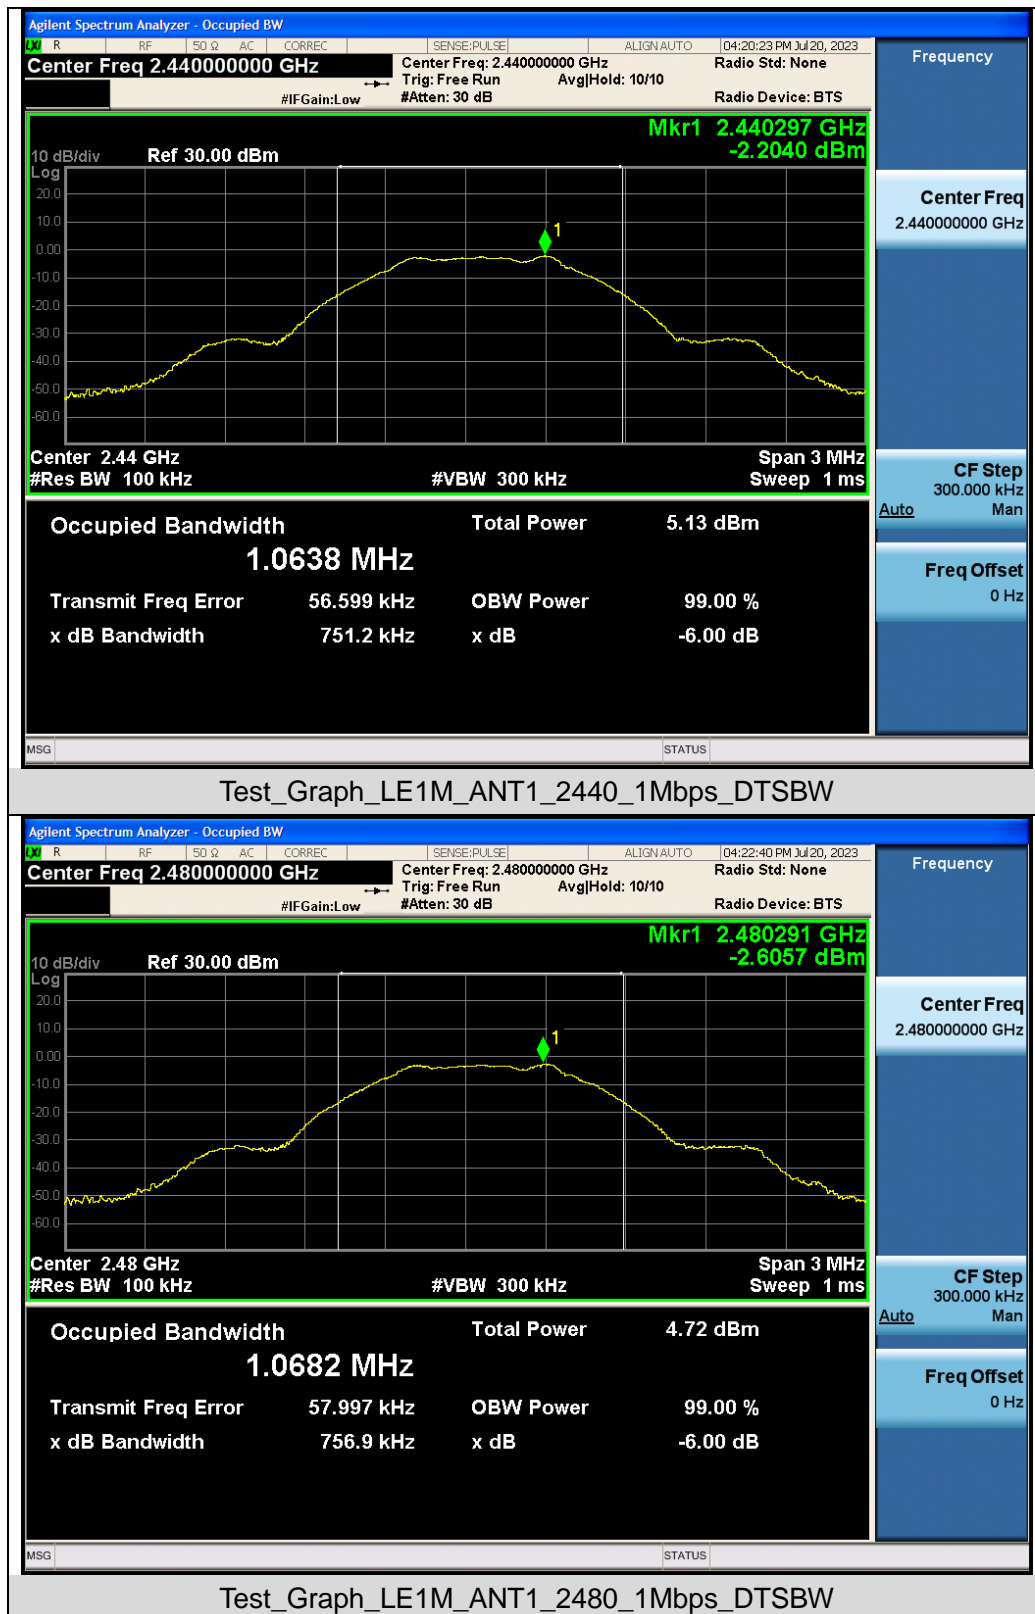 Agilent Spectrum Analyzer - Occupied BW
LXI R RF 50 Ω AC CORREC SENSE:PULSE ALIGN AUTO 04:20:23 PM Jul 20, 2023
Center Freq 2.440000000 GHz
Center Freq: 2.440000000 GHz
Radio Std: None
Trig: Free Run Avg|Hold: 10/10
#IFGain:Low #Atten: 30 dB Radio Device: BTS
Mkr1 2.440297 GHz
-2.2040 dBm
10 dB/div Ref 30.00 dBm
Log
20.0
10.0
0.00
-10.0
-20.0
-30.0
-40.0
-50.0
-60.0
1
Center 2.44 GHz Span 3 MHz
#Res BW 100 kHz #VBW 300 kHz Sweep 1 ms
Occupied Bandwidth Total Power 5.13 dBm
1.0638 MHz
Transmit Freq Error 56.599 kHz OBW Power 99.00 %
x dB Bandwidth 751.2 kHz x dB -6.00 dB
MSG STATUS
Frequency
Center Freq
2.440000000 GHz
CF Step
300.000 kHz
Auto Man
Freq Offset
0 Hz
Test_Graph_LE1M_ANT1_2440_1Mbps_DTSBW
Agilent Spectrum Analyzer - Occupied BW
LXI R RF 50 Ω AC CORREC SENSE:PULSE ALIGN AUTO 04:22:40 PM Jul 20, 2023
Center Freq 2.480000000 GHz
Center Freq: 2.480000000 GHz
Radio Std: None
Trig: Free Run Avg|Hold: 10/10
#IFGain:Low #Atten: 30 dB Radio Device: BTS
Mkr1 2.480291 GHz
-2.6057 dBm
10 dB/div Ref 30.00 dBm
Log
20.0
10.0
0.00
-10.0
-20.0
-30.0
-40.0
-50.0
-60.0
1
Center 2.48 GHz Span 3 MHz
#Res BW 100 kHz #VBW 300 kHz Sweep 1 ms
Occupied Bandwidth Total Power 4.72 dBm
1.0682 MHz
Transmit Freq Error 57.997 kHz OBW Power 99.00 %
x dB Bandwidth 756.9 kHz x dB -6.00 dB
MSG STATUS
Frequency
Center Freq
2.480000000 GHz
CF Step
300.000 kHz
Auto Man
Freq Offset
0 Hz
Test_Graph_LE1M_ANT1_2480_1Mbps_DTSBW